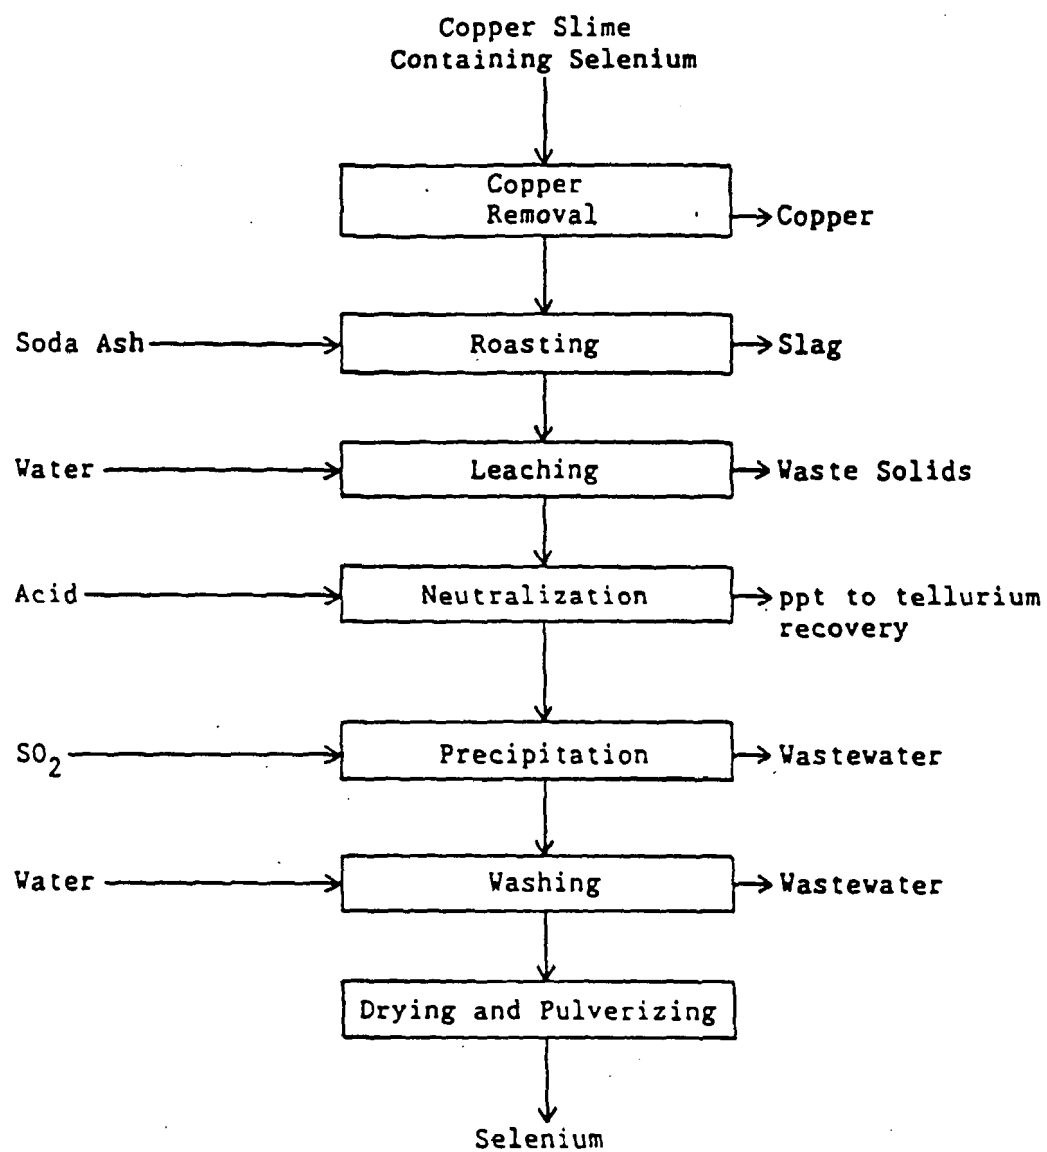 Copper Slime
Containing Selenium
Copper
Removal
Copper
Soda Ash
Roasting
Slag
Water
Leaching
Waste Solids
Acid
Neutralization
ppt to tellurium
recovery
SO2
Precipitation
Wastewater
Water
Washing
Wastewater
Drying and Pulverizing
Selenium